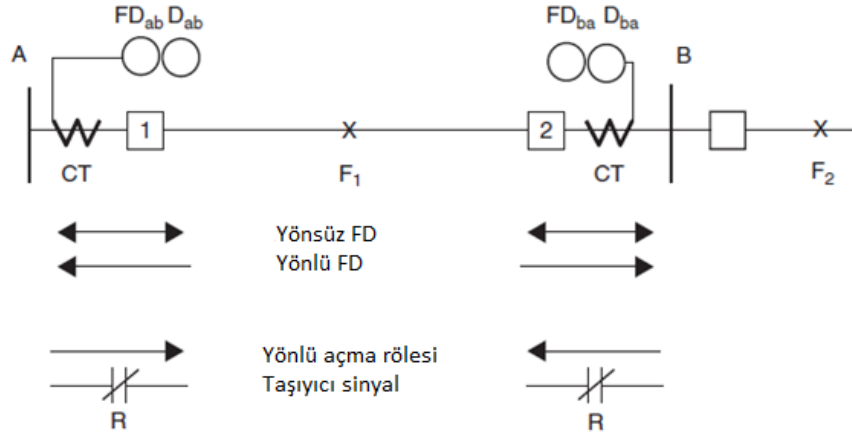 FDab Dab
FDba Dba
A
B
1
2
CT
F1
CT
F2
Yönsüz FD
Yönlü FD
Yönlü açma rölesi
Taşıyıcı sinyal
R
R